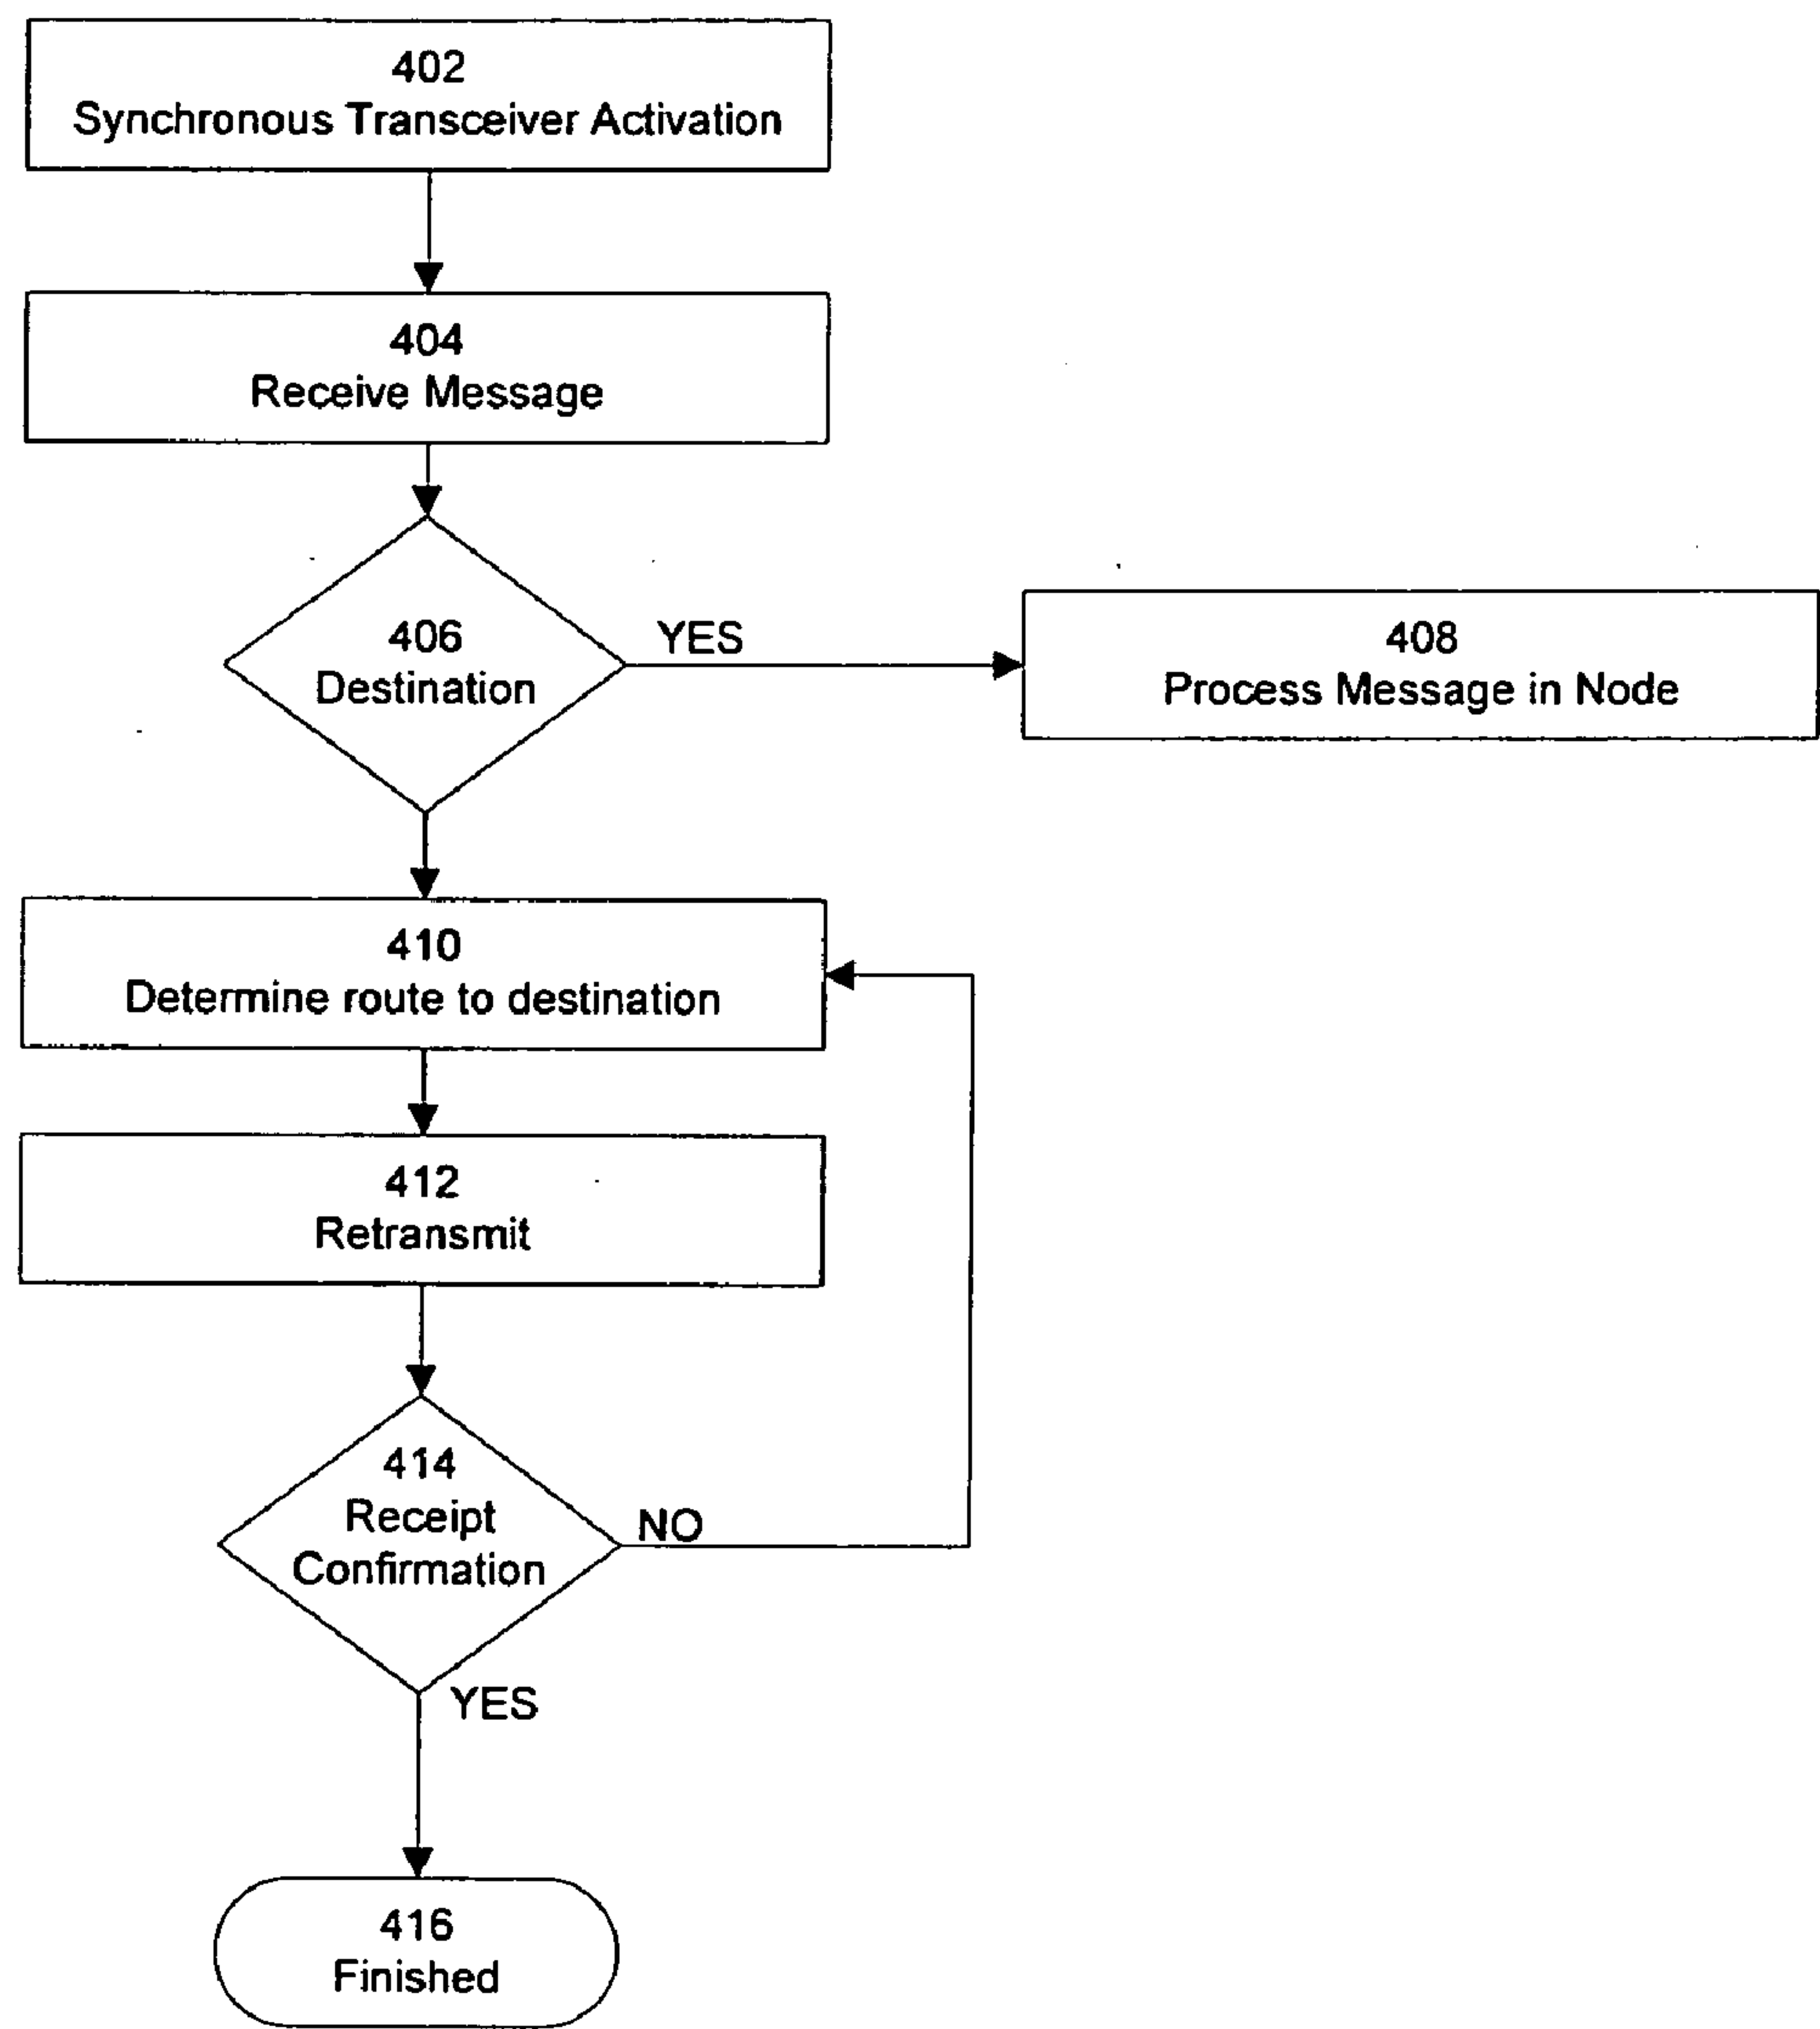 402
Synchronous Transceiver Activation
404
Receive Message
406
Destination
YES
408
Process Message in Node
410
Determine route to destination
412
Retransmit
414
Receipt
Confirmation
NO
YES
416
Finished